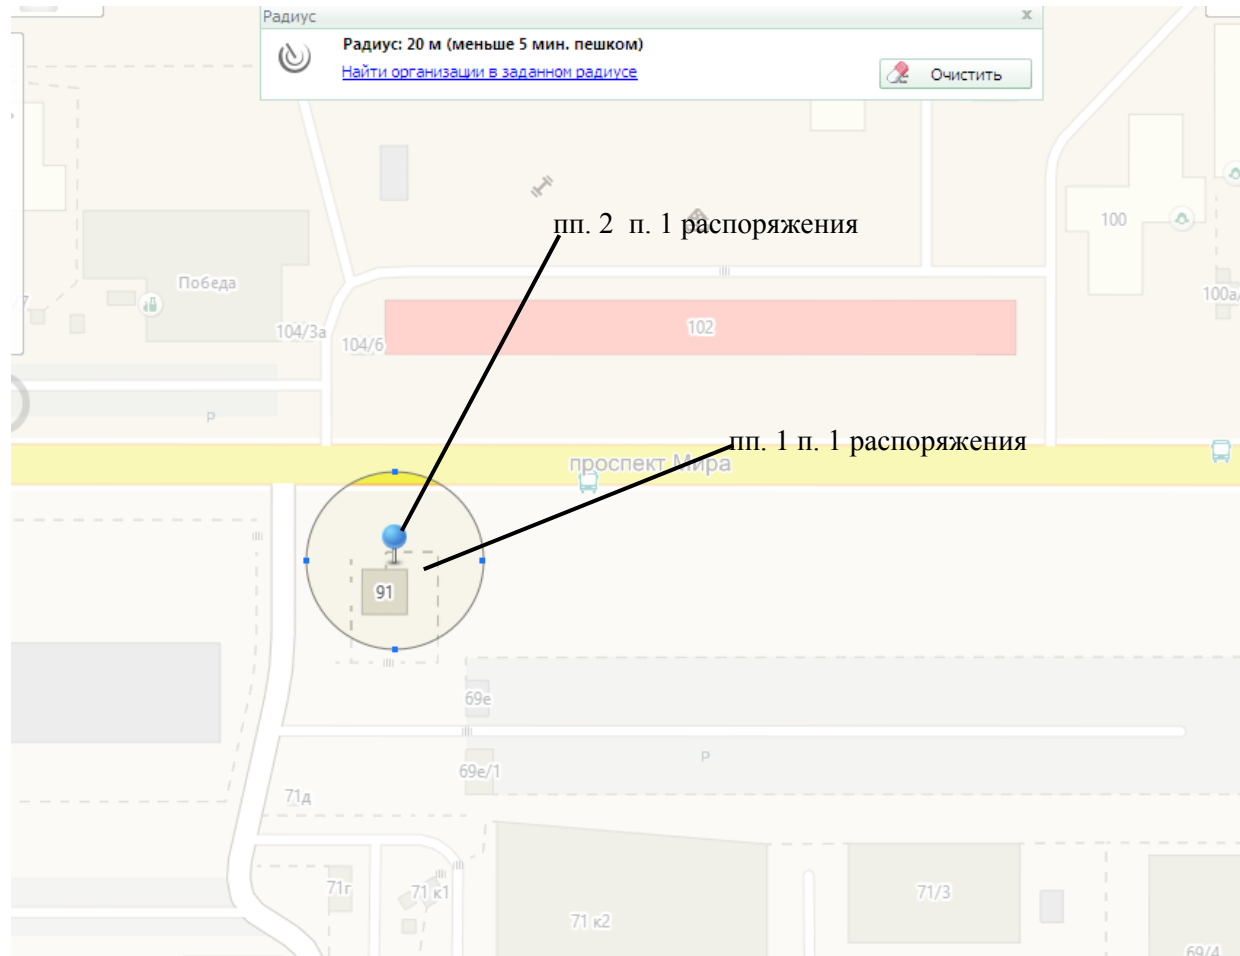 Радиус
x
Радиус: 20 м (меньше 5 мин. пешком)
Найти организации в заданном радиусе
Очистить
пп. 2 п. 1 распоряжения
100
Победа
100а/
104/3а
104/6
102
P
пп. 1 п. 1 распоряжения
проспект Мира
91
69е
69е/1
P
71д
71г
71 к1
71 к2
71/3
69/4